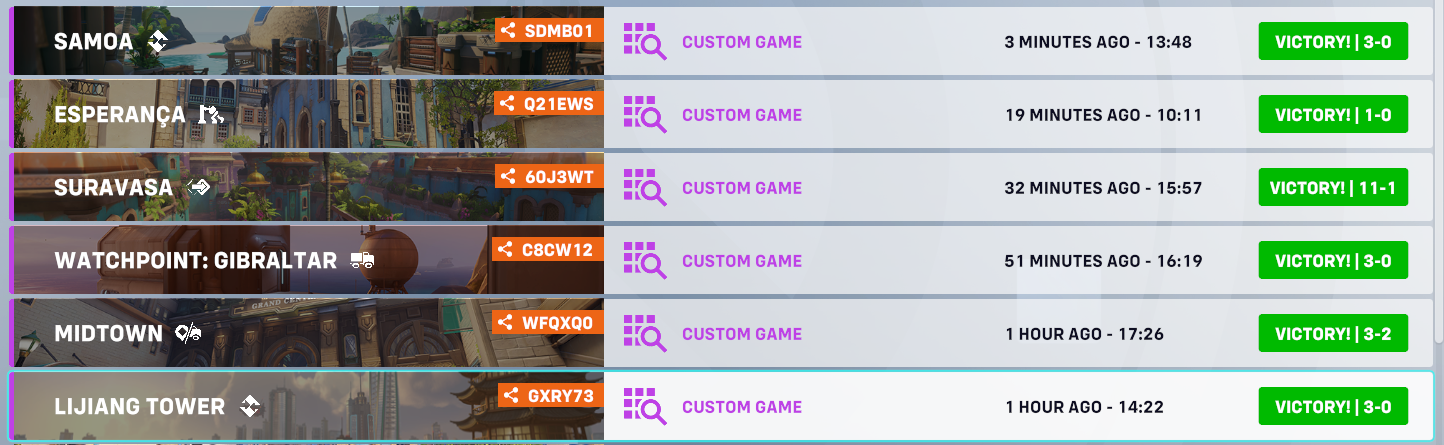 SAMOA SDMB01 CUSTOM GAME 3 MINUTES AGO - 13:48 VICTORY! | 3-0
ESPERANÇA Q21EWS CUSTOM GAME 19 MINUTES AGO - 10:11 VICTORY! | 1-0
SURAVASA 60J3WT CUSTOM GAME 32 MINUTES AGO - 15:57 VICTORY! | 11-1
WATCHPOINT: GIBRALTAR C8CW12 CUSTOM GAME 51 MINUTES AGO - 16:19 VICTORY! | 3-0
GRAND CENTRAL
MIDTOWN WFQXQ0 CUSTOM GAME 1 HOUR AGO - 17:26 VICTORY! | 3-2
LIJIANG TOWER GXRY73 CUSTOM GAME 1 HOUR AGO - 14:22 VICTORY! | 3-0